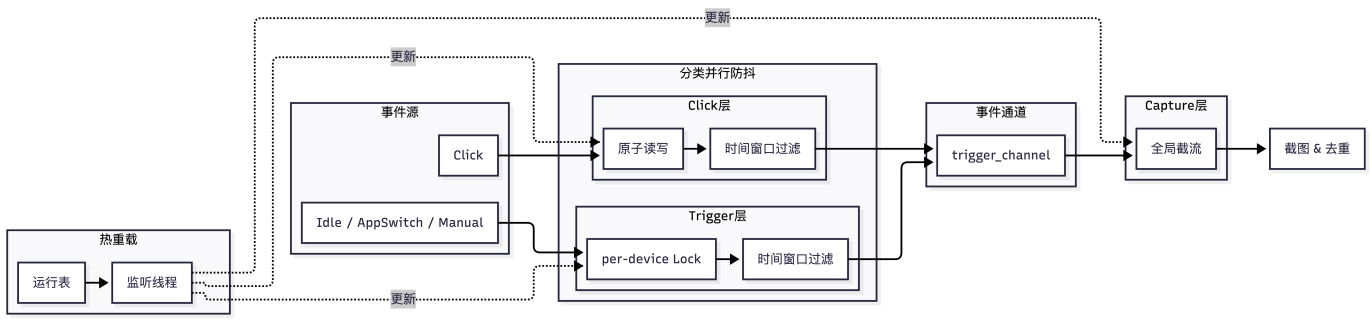 更新
更新
分类并行防抖
事件源
Click层
事件通道
Capture层
Click
原子读写
时间窗口过滤
trigger_channel
全局截流
截图 & 去重
Idle / AppSwitch / Manual
Trigger层
热重载
per-device Lock
时间窗口过滤
运行表
监听线程
更新